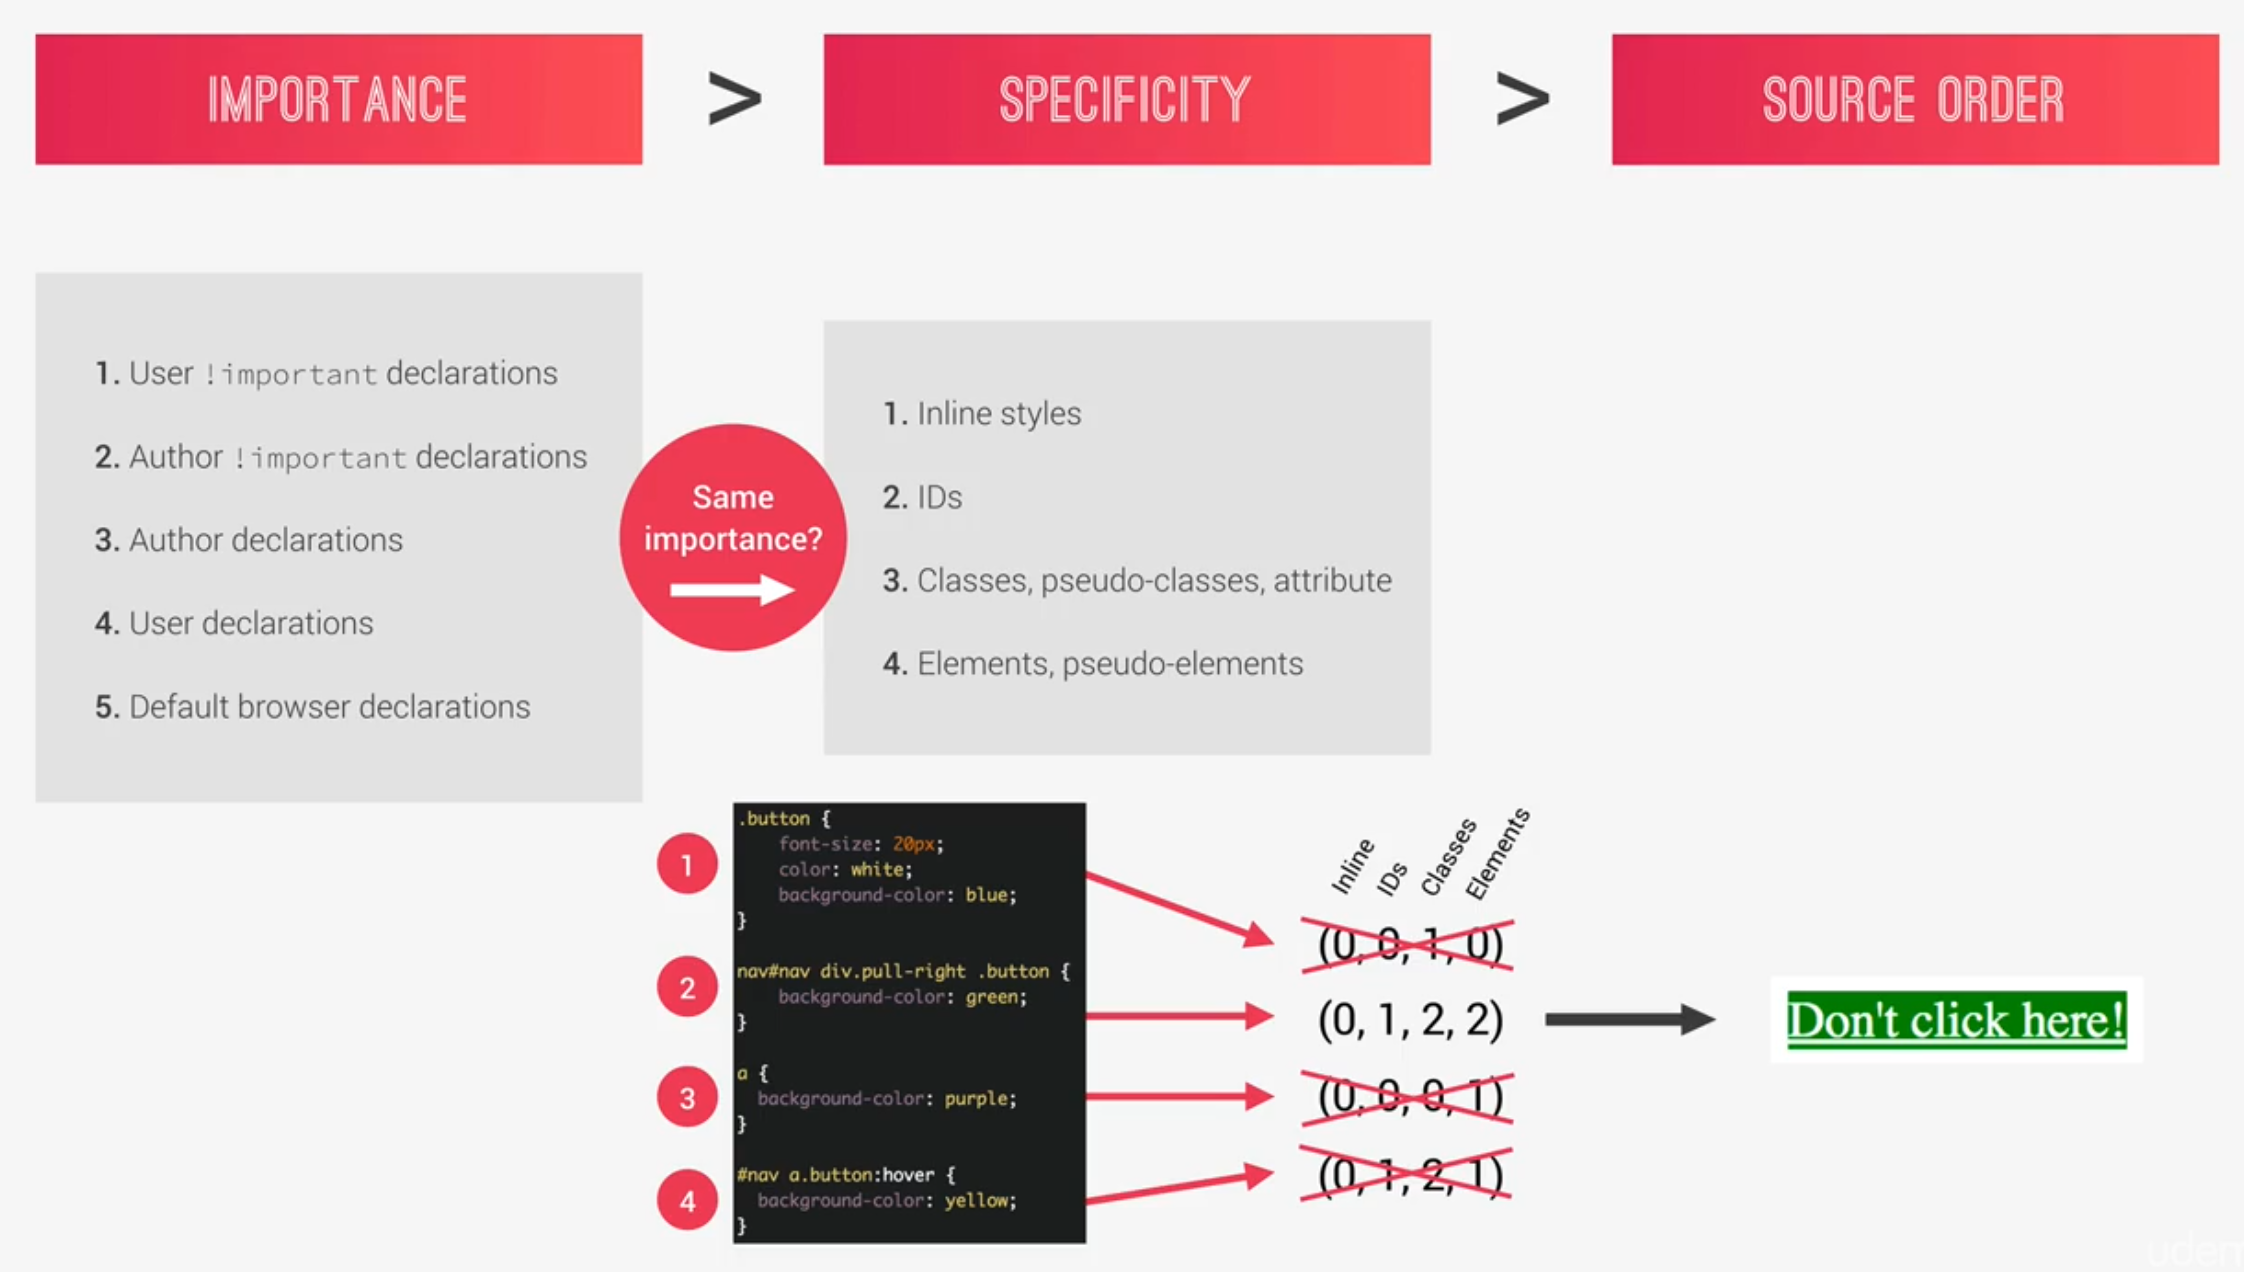 IMPORTANCE
>
SPECIFICITY
>
SOURCE ORDER
1. User !important declarations
2. Author !important declarations
3. Author declarations
4. User declarations
5. Default browser declarations
Same
importance?
1. Inline styles
2. IDs
3. Classes, pseudo-classes, attribute
4. Elements, pseudo-elements
1
.button {
font-size: 20px;
color: white;
background-color: blue;
}
2
nav#nav div.pull-right .button {
background-color: green;
}
3
a {
background-color: purple;
}
4
#nav a.button:hover {
background-color: yellow;
}
Inline
IDs
Classes
Elements
(0, 0, 1, 0)
(0, 1, 2, 2)
(0, 0, 0, 1)
(0, 1, 2, 1)
Don't click here!